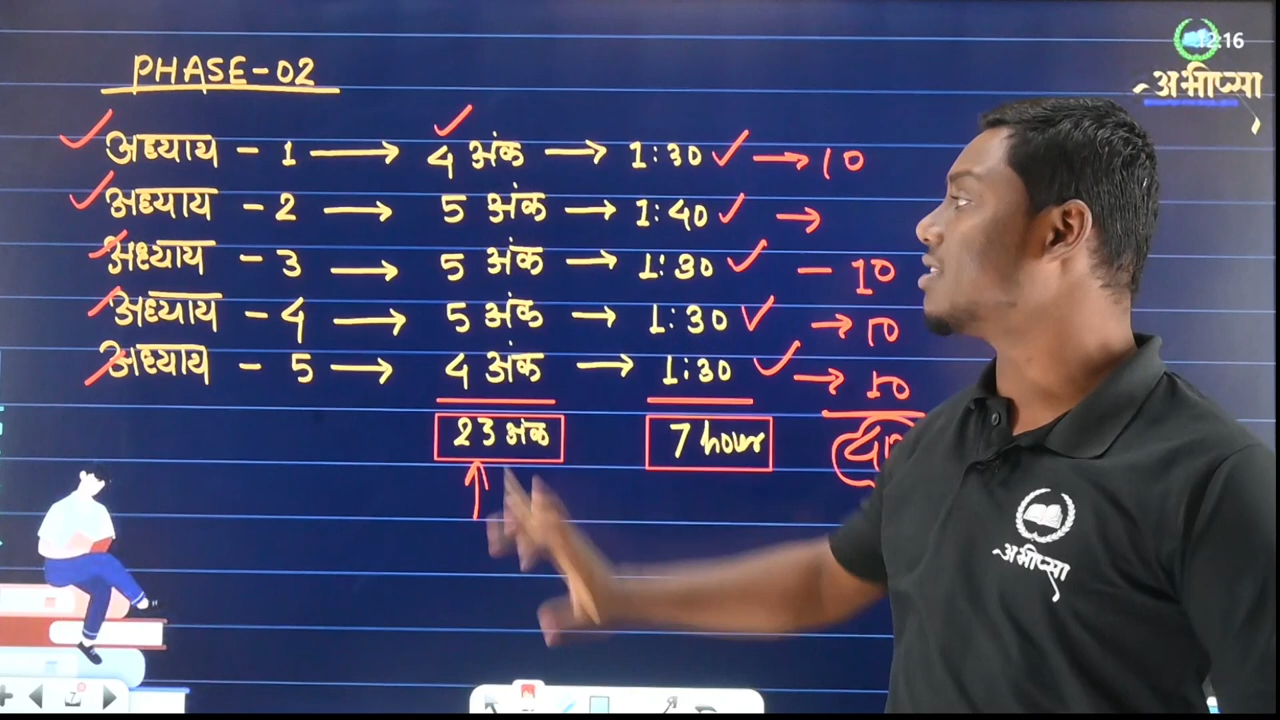 12:16
अभीप्सा
PHASE-02
अध्याय - 1 → 4 अंक → 1:30 → 10
अध्याय - 2 → 5 अंक → 1:40 →
अध्याय - 3 → 5 अंक → 1:30 - 10
अध्याय - 4 → 5 अंक → 1:30 → 10
अध्याय - 5 → 4 अंक → 1:30 → 10
23 अंक 7 hour
अभीप्सा
7